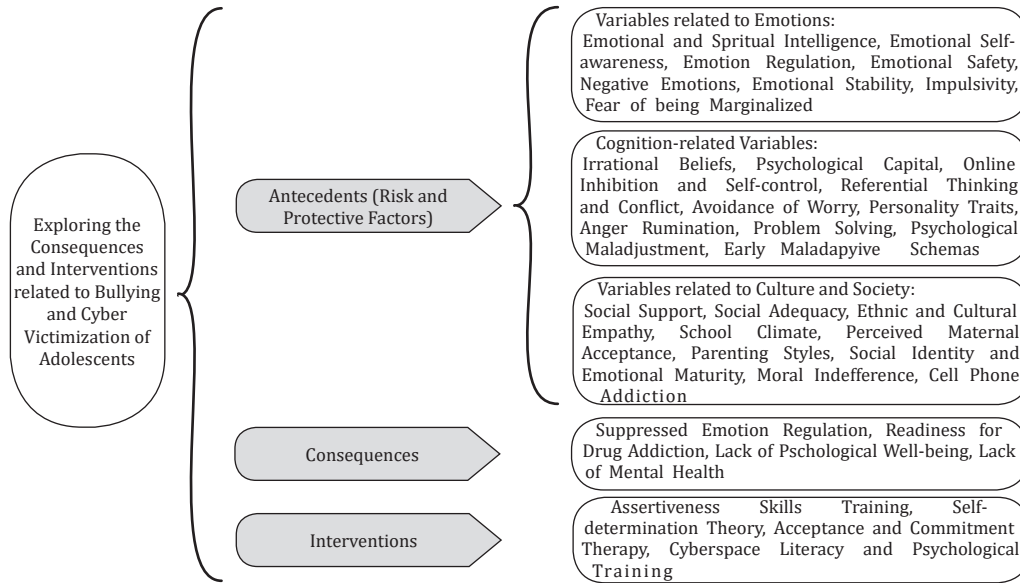 Exploring the
Consequences
and Interventions
related to Bullying
and Cyber
Victimization of
Adolescents
Antecedents (Risk and
Protective Factors)
Variables related to Emotions:
Emotional and Spritual Intelligence, Emotional Self-
awareness, Emotion Regulation, Emotional Safety,
Negative Emotions, Emotional Stability, Impulsivity,
Fear of being Marginalized
Cognition-related Variables:
Irrational Beliefs, Psychological Capital, Online
Inhibition and Self-control, Referential Thinking
and Conflict, Avoidance of Worry, Personality Traits,
Anger Rumination, Problem Solving, Psychological
Maladjustment, Early Maladapyive Schemas
Variables related to Culture and Society:
Social Support, Social Adequacy, Ethnic and Cultural
Empathy, School Climate, Perceived Maternal
Acceptance, Parenting Styles, Social Identity and
Emotional Maturity, Moral Indefference, Cell Phone
Addiction
Consequences
Suppressed Emotion Regulation, Readiness for
Drug Addiction, Lack of Pschological Well-being, Lack
of Mental Health
Interventions
Assertiveness Skills Training, Self-
determination Theory, Acceptance and Commitment
Therapy, Cyberspace Literacy and Psychological
Training